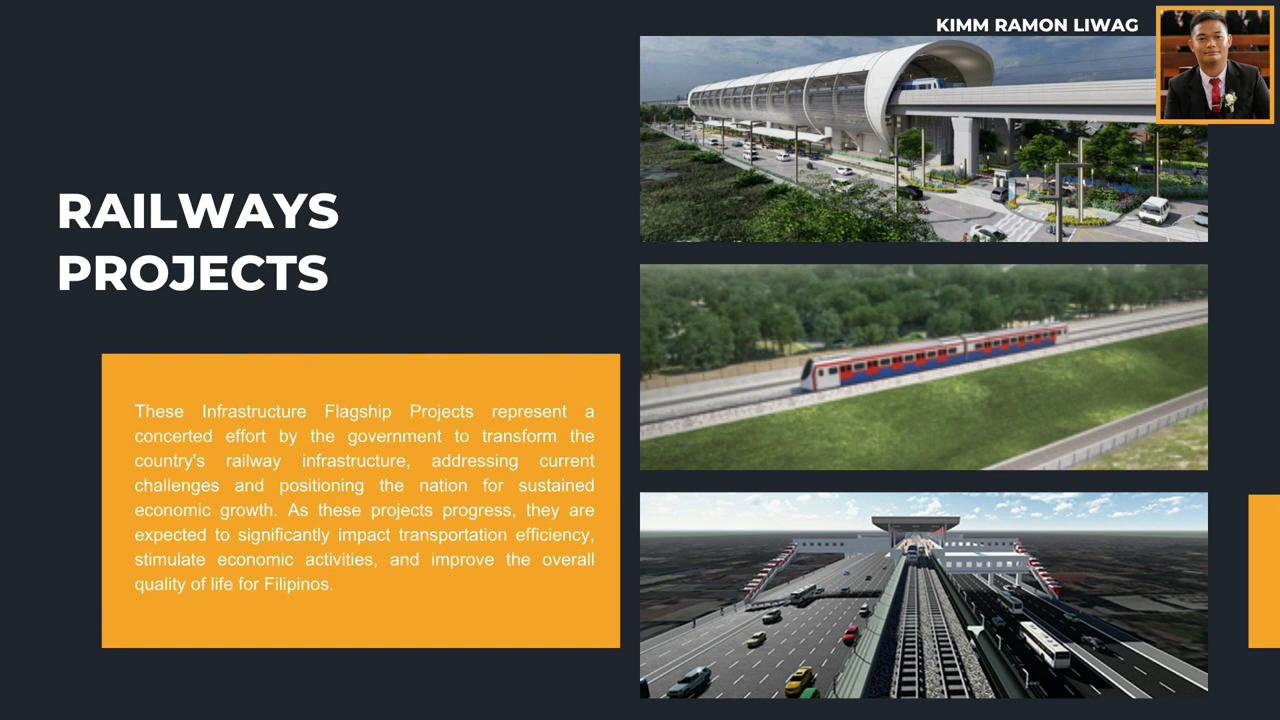 KIMM RAMON LIWAG
RAILWAYS
PROJECTS
These Infrastructure Flagship Projects represent a
concerted effort by the government to transform the
country's railway infrastructure, addressing current
challenges and positioning the nation for sustained
economic growth. As these projects progress, they are
expected to significantly impact transportation efficiency,
stimulate economic activities, and improve the overall
quality of life for Filipinos.